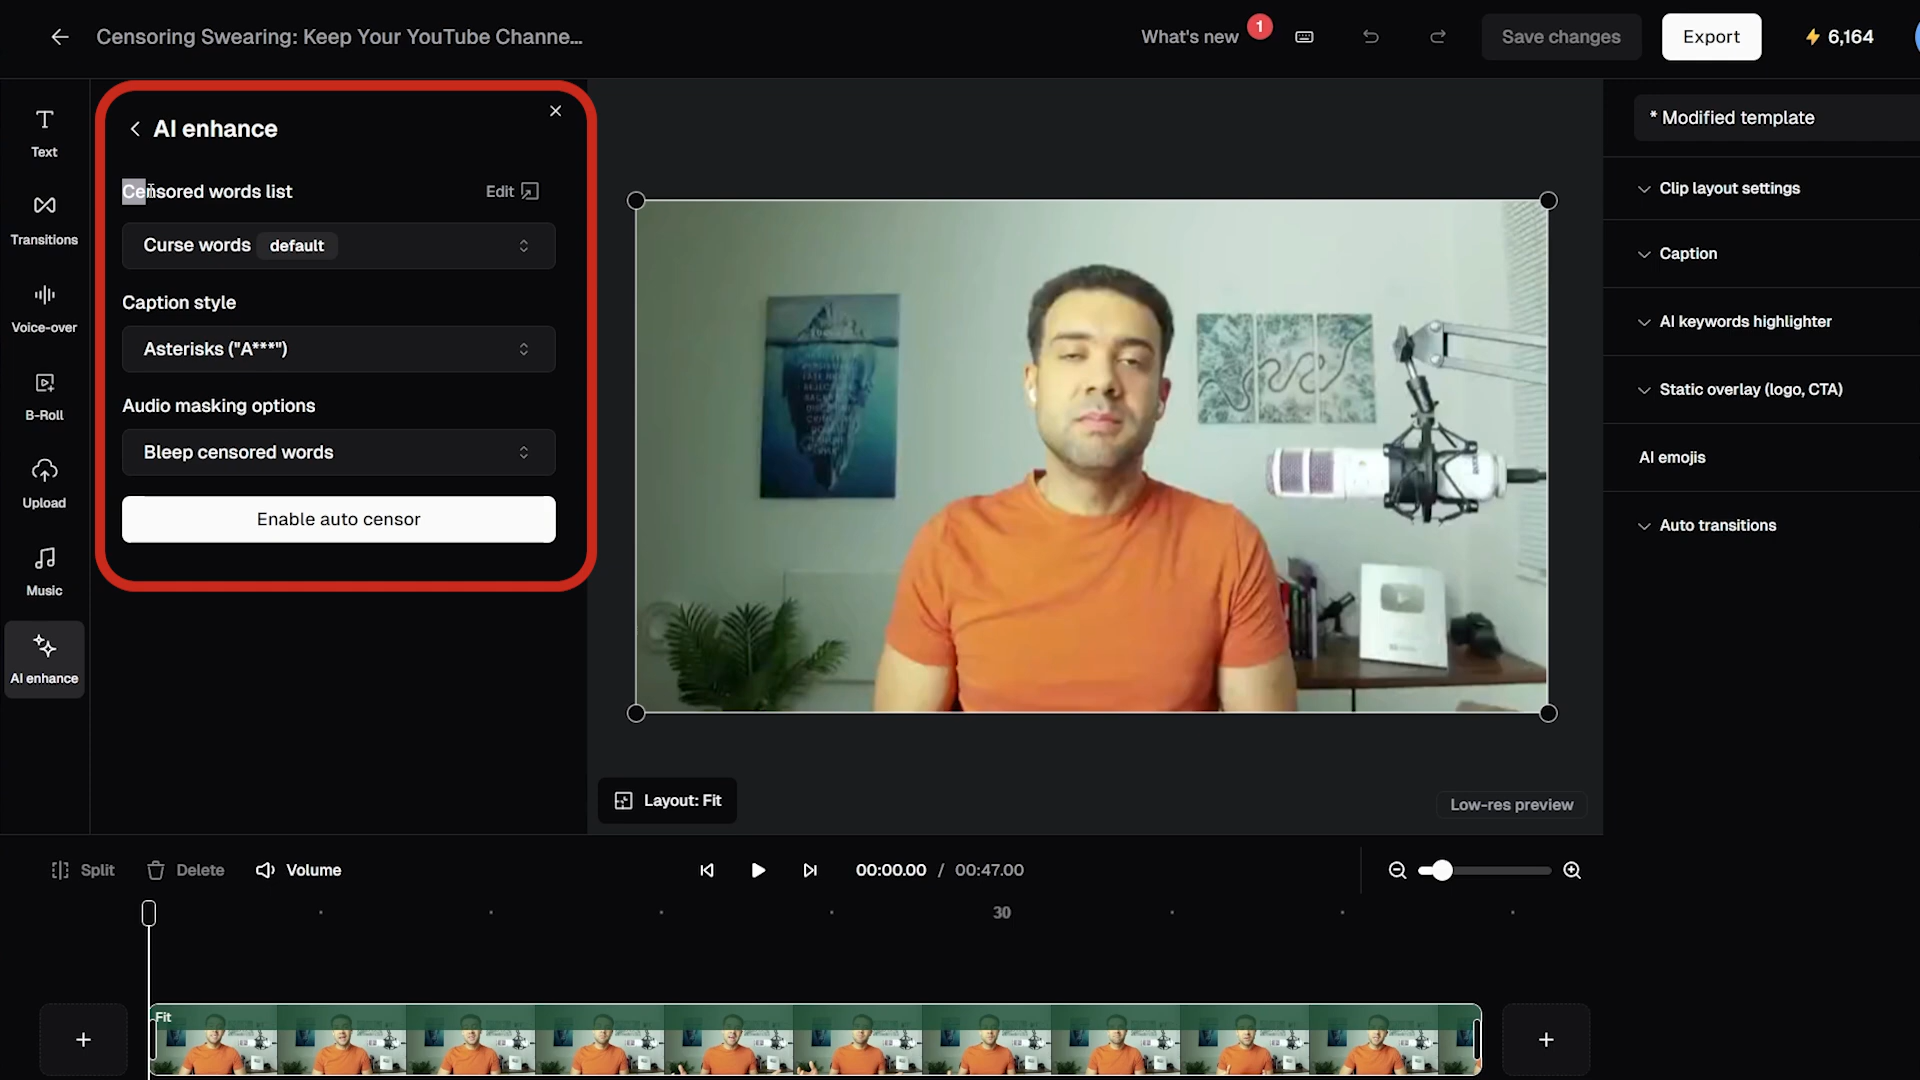 Censoring Swearing: Keep Your YouTube Channe...
What's new
1
Save changes
Export
6,164
Text
Transitions
Voice-over
B-Roll
Upload
Music
AI enhance
AI enhance
Censored words list
Edit
Curse words default
Caption style
Asterisks ("A***")
Audio masking options
Bleep censored words
Enable auto censor
Layout: Fit
Low-res preview
* Modified template
Clip layout settings
Caption
AI keywords highlighter
Static overlay (logo, CTA)
AI emojis
Auto transitions
Split
Delete
Volume
00:00.00 / 00:47.00
30
Fit